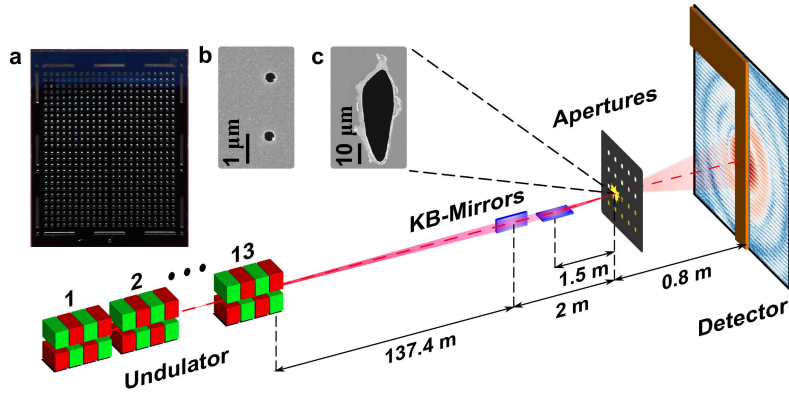 a
b
c
1 μm
10 μm
Apertures
KB-Mirrors
1 2 ••• 13
1.5 m
2 m
0.8 m
137.4 m
Undulator
Detector